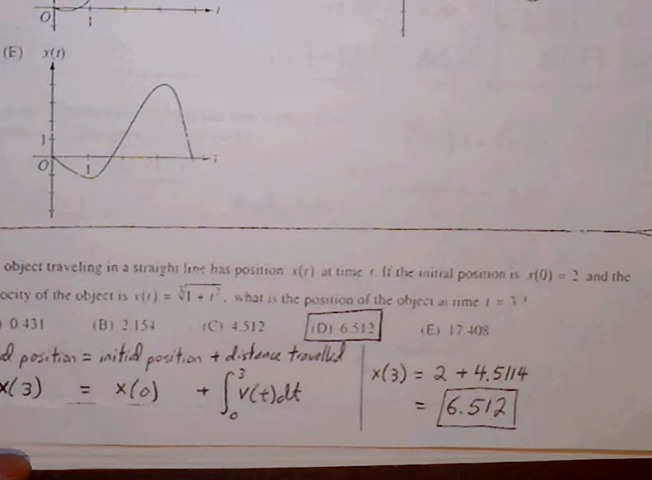 O 1 t
(E) x(t)
1
O 1
object traveling in a straight line has position x(t) at time t. If the initial position is x(0) = 2 and the
ocity of the object is v(t) = ∛1 + t², what is the position of the object at time t = 3?
) 0.431 (B) 2.154 (C) 4.512 (D) 6.512 (E) 17.408
l position = initial position + distance travelled
x(3) = x(0) + ∫₀³ v(t)dt
x(3) = 2 + 4.5114
= 6.512